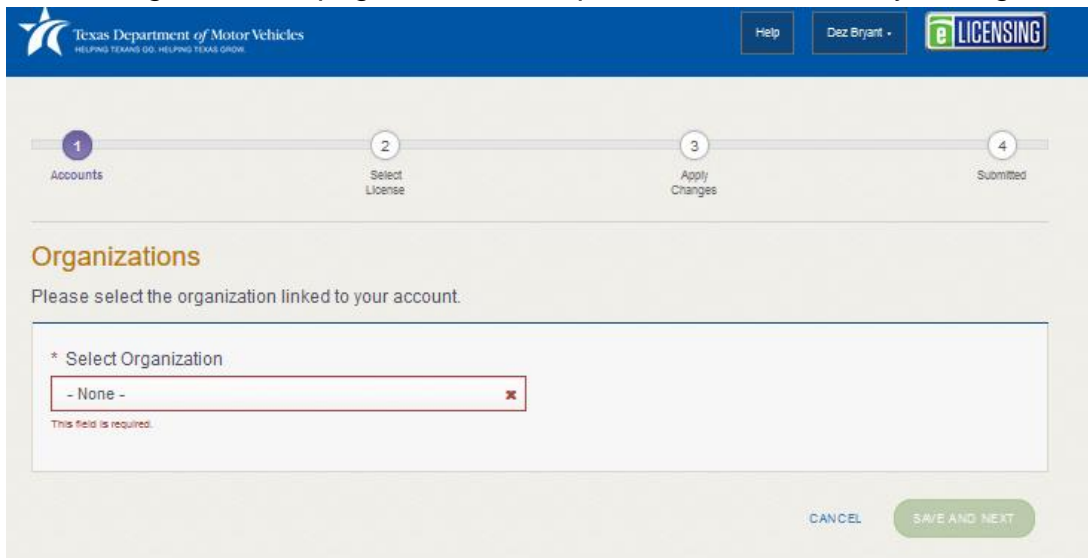 Texas Department of Motor Vehicles
HELPING TEXANS GO. HELPING TEXAS GROW.
Help
Dez Bryant
e LICENSING
1
2
3
4
Accounts
Select
License
Apply
Changes
Submitted
Organizations
Please select the organization linked to your account.
* Select Organization
- None -
This field is required.
CANCEL
SAVE AND NEXT